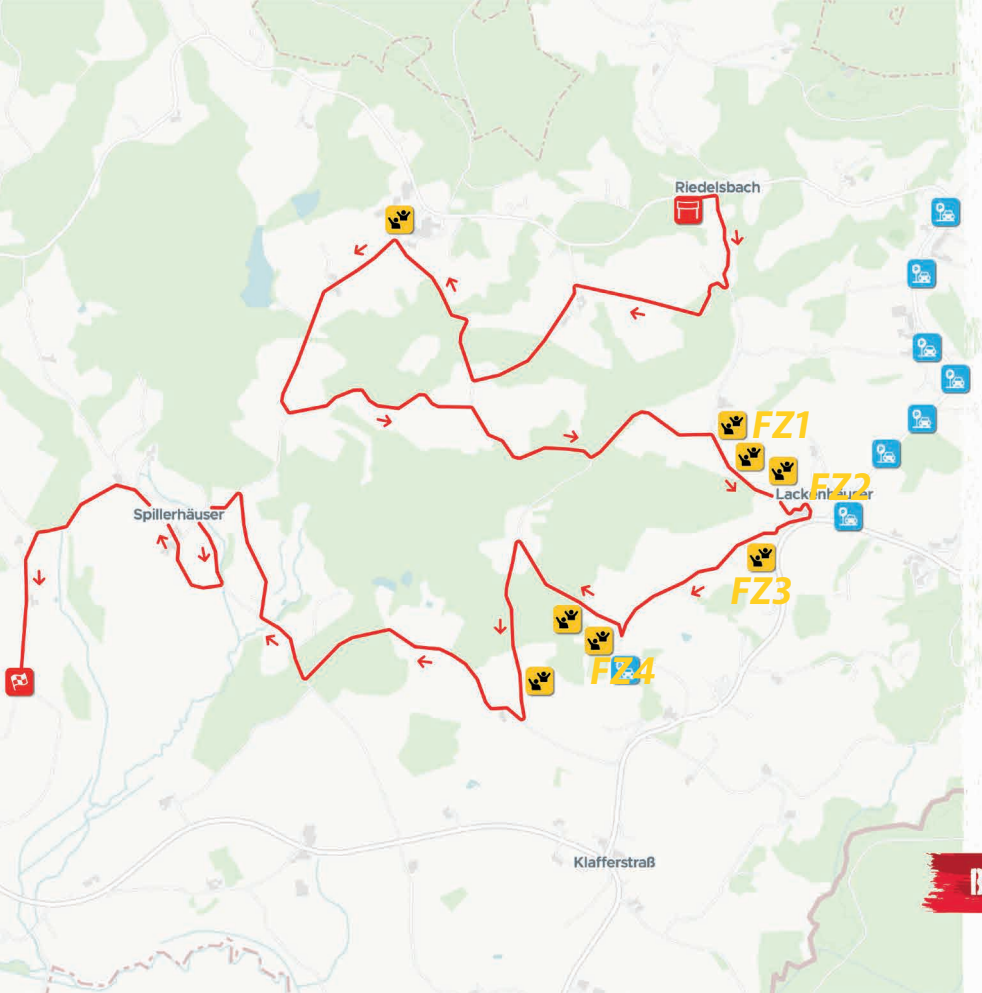 Riedelsbach
FZ1
FZ2
Lackenhäuser
Spillerhäuser
FZ3
FZ4
Klafferstraß